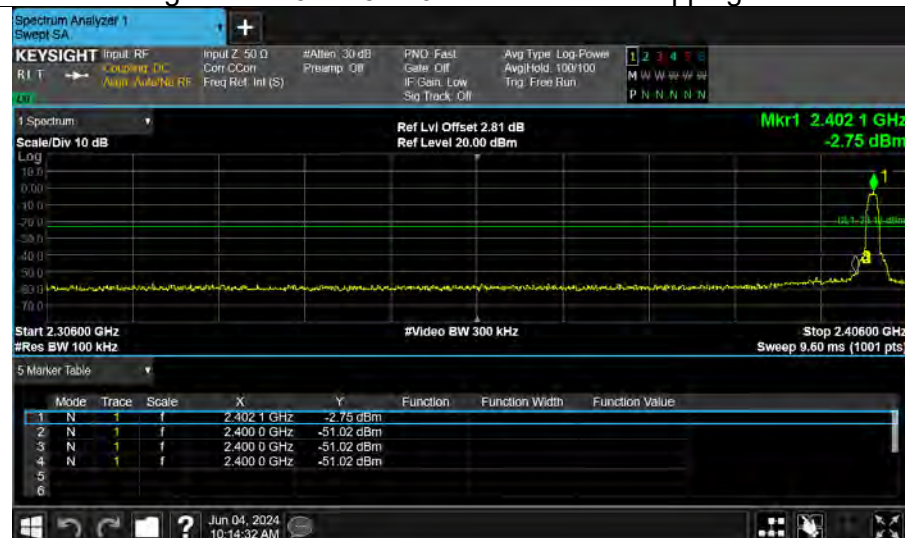 Spectrum Analyzer 1
Swept SA
+
KEYSIGHT Input: RF Input Z: 50 Ω #Atten: 30 dB PNO: Fast Avg Type: Log-Power 1 2 3 4 5 6
RLT Coupling: DC Corr CCorr Preamp: Off Gate: Off Avg|Hold: 100/100 M W W W W W
Align: Auto/No RF Freq Ref: Int (S) IF Gain: Low Trig: Free Run
Sig Track: Off P N N N N N
1 Spectrum Ref Lvl Offset 2.81 dB Mkr1 2.402 1 GHz
Scale/Div 10 dB Ref Level 20.00 dBm -2.75 dBm
Log
10.0
0.00
-10.0
-20.0
-30.0
-40.0
-50.0
-60.0
-70.0
1
3
Start 2.30600 GHz #Video BW 300 kHz Stop 2.40600 GHz
#Res BW 100 kHz Sweep 9.60 ms (1001 pts)
5 Marker Table
Mode Trace Scale X Y Function Function Width Function Value
1 N 1 f 2.402 1 GHz -2.75 dBm
2 N 1 f 2.400 0 GHz -51.02 dBm
3 N 1 f 2.400 0 GHz -51.02 dBm
4 N 1 f 2.400 0 GHz -51.02 dBm
5
6
? Jun 04, 2024
10:14:32 AM